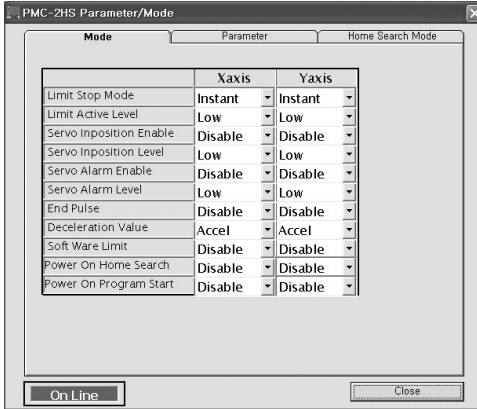 PMC-2HS Parameter/Mode
Mode Parameter Home Search Mode
Xaxis Yaxis
Limit Stop Mode Instant Instant
Limit Active Level Low Low
Servo Inposition Enable Disable Disable
Servo Inposition Level Low Low
Servo Alarm Enable Disable Disable
Servo Alarm Level Low Low
End Pulse Disable Disable
Deceleration Value Accel Accel
Soft Ware Limit Disable Disable
Power On Home Search Disable Disable
Power On Program Start Disable Disable
On Line Close